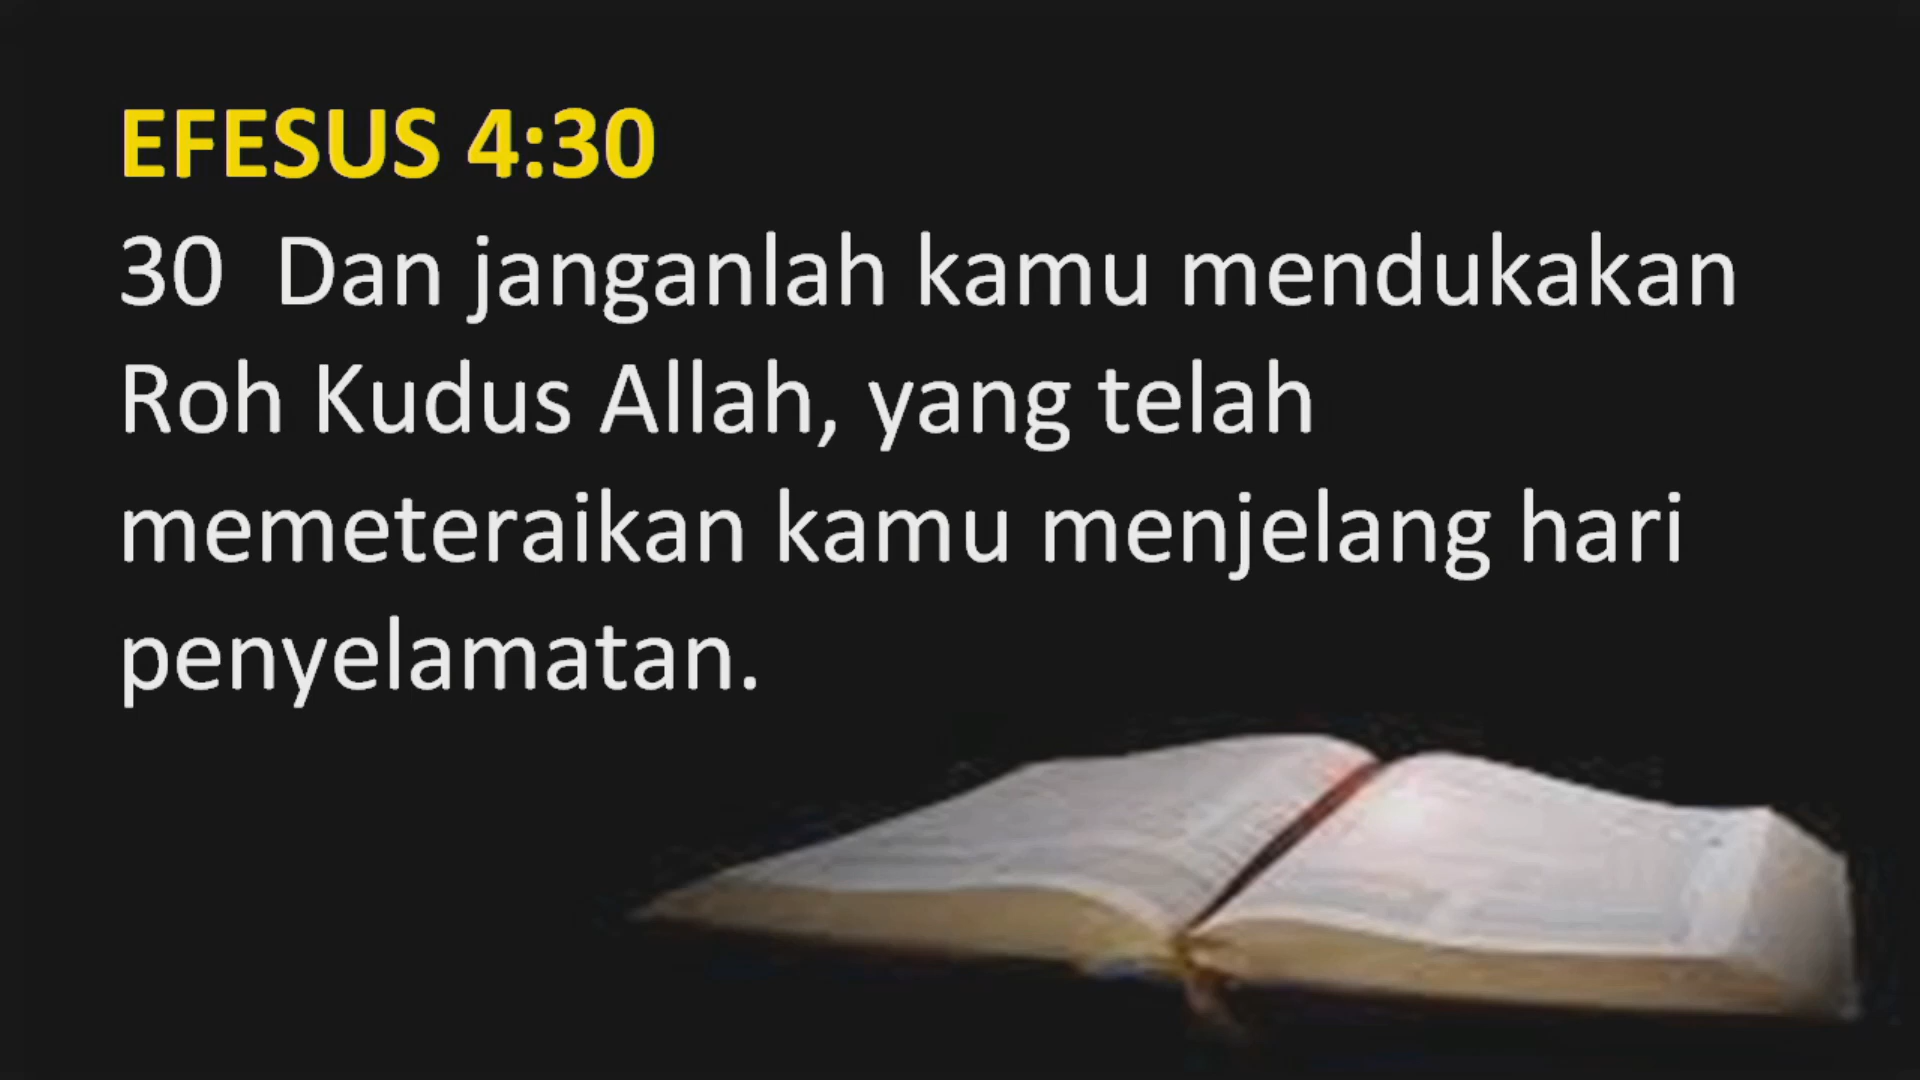 EFESUS 4:30
30 Dan janganlah kamu mendukakan
Roh Kudus Allah, yang telah
memeteraikan kamu menjelang hari
penyelamatan.